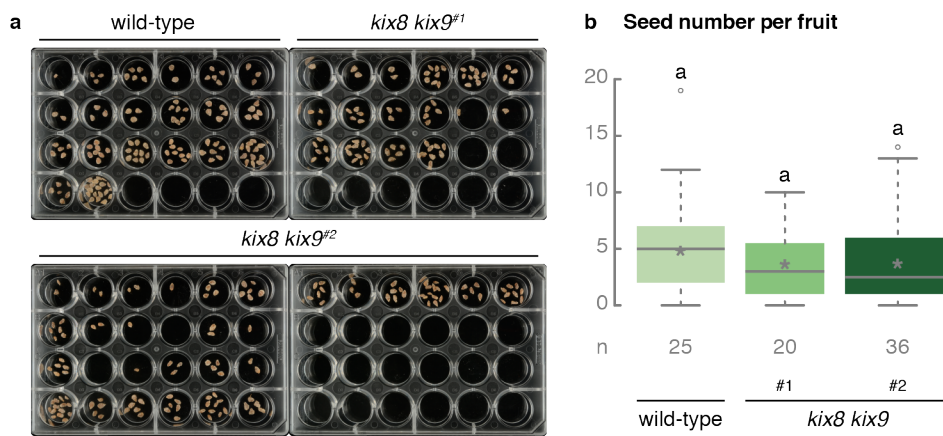 a
wild-type
kix8 kix9#1
kix8 kix9#2
b Seed number per fruit
20
15
10
5
0
a
a
a
*
*
*
n 25 20 36
#1 #2
wild-type kix8 kix9